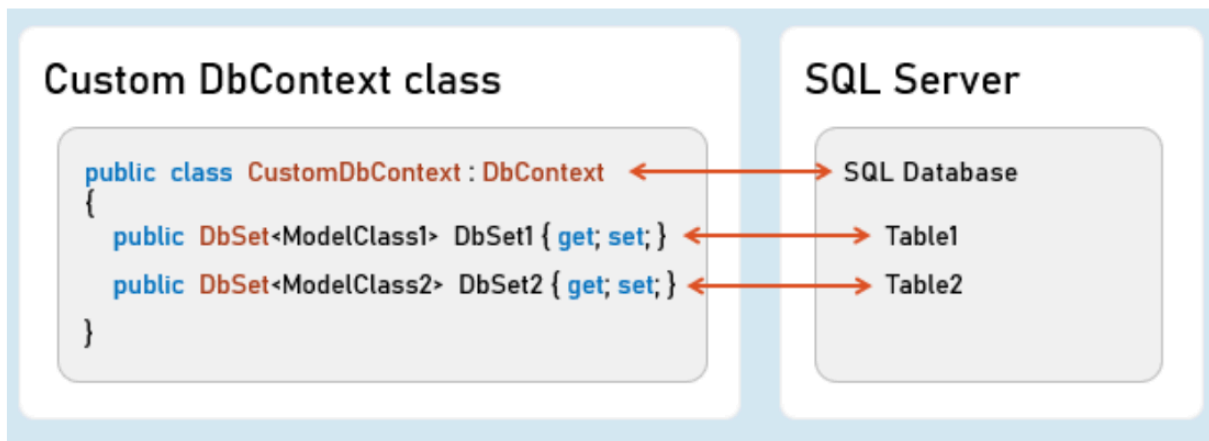 Custom DbContext class
public class CustomDbContext : DbContext
{
public DbSet<ModelClass1> DbSet1 { get; set; }
public DbSet<ModelClass2> DbSet2 { get; set; }
}
SQL Server
SQL Database
Table1
Table2